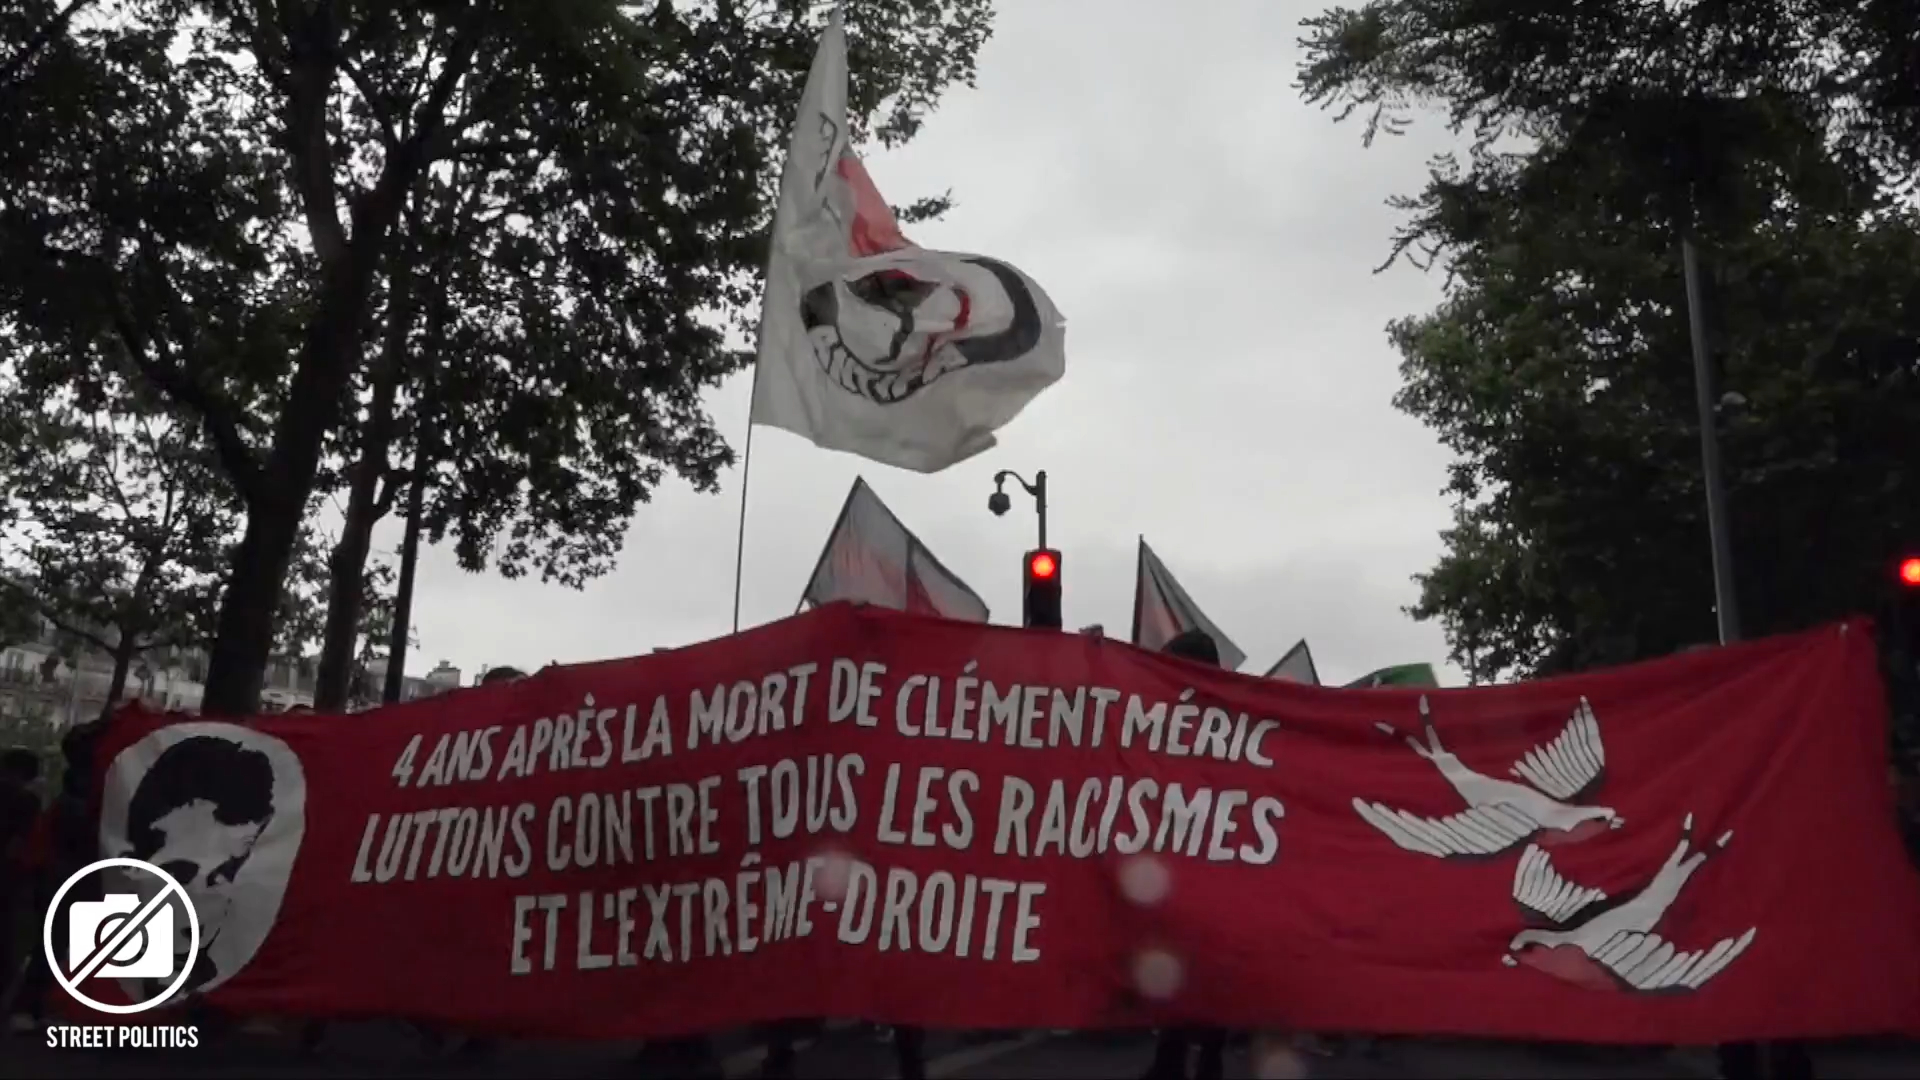 4 ANS APRÈS LA MORT DE CLÉMENT MÉRIC
LUTTONS CONTRE TOUS LES RACISMES
ET L'EXTRÊME-DROITE
STREET POLITICS